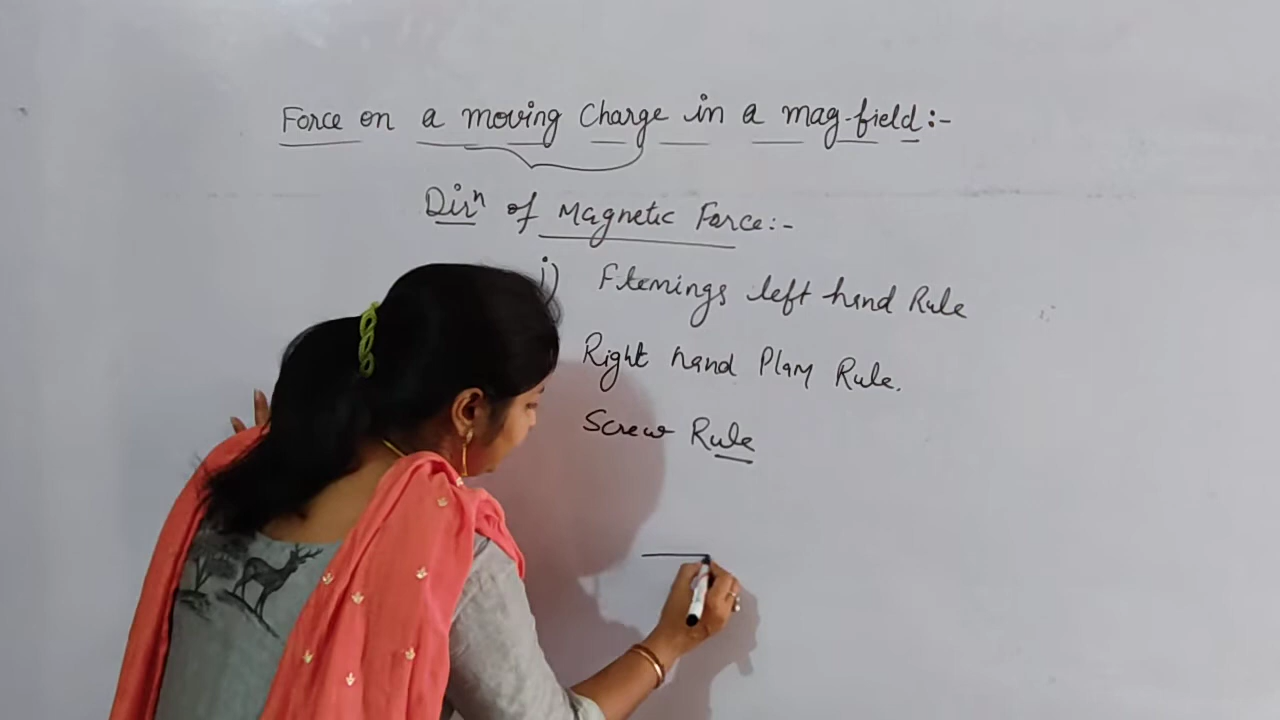 Force on a moving Charge in a mag. field :-
Dirⁿ of Magnetic Force :-
i) Flemings left hand Rule
Right hand Plam Rule.
Screw Rule